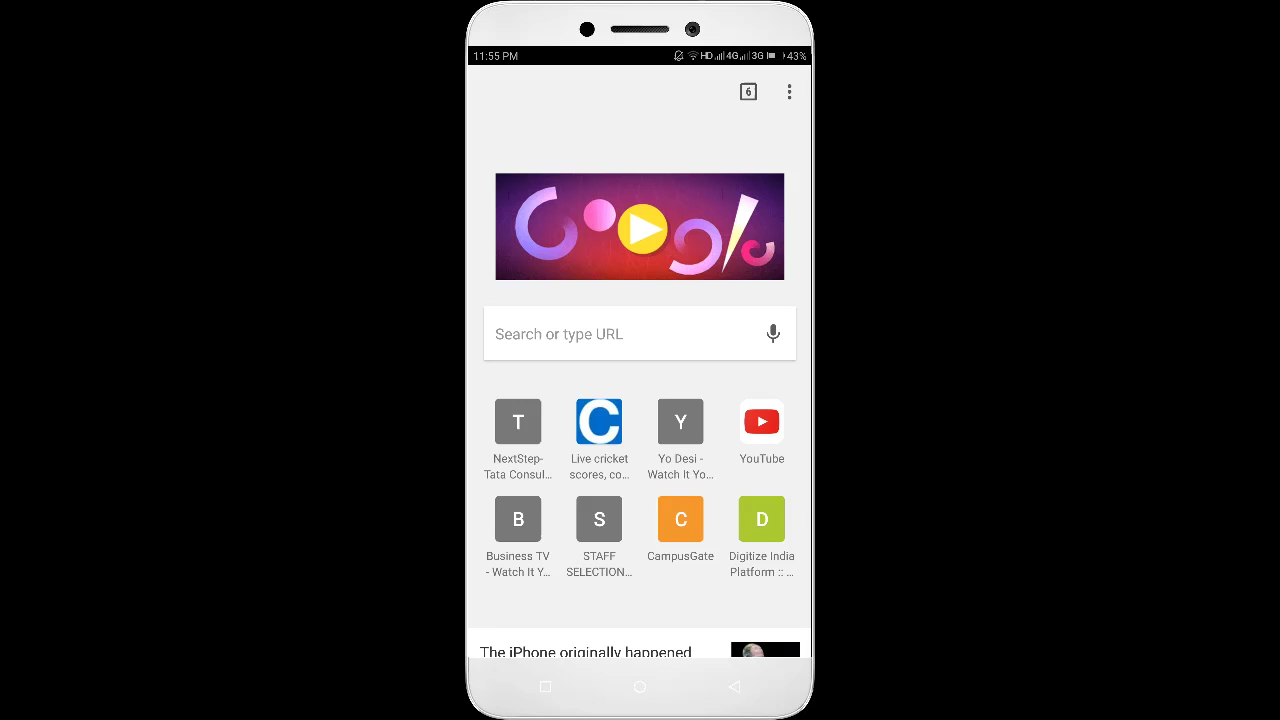 11:55 PM HD 4G 3G 43%
6
Google
Search or type URL
T C Y
NextStep- Live cricket Yo Desi - YouTube
Tata Consul... scores, co... Watch It Yo...
B S C D
Business TV STAFF CampusGate Digitize India
- Watch It Y... SELECTION... Platform :: ...
The iPhone originally happened